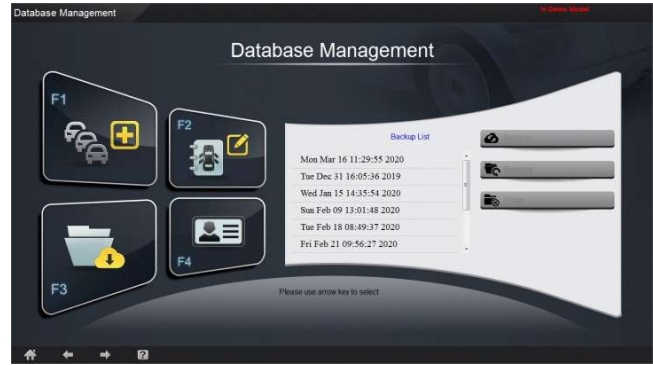 Database Management
In Demo Model
Database Management
F1
F2
F3
F4
Backup List
Mon Mar 16 11:29:55 2020
Tue Dec 31 16:05:36 2019
Wed Jan 15 14:35:54 2020
Sun Feb 09 13:01:48 2020
Tue Feb 18 08:49:37 2020
Fri Feb 21 09:56:27 2020
Please use arrow key to select